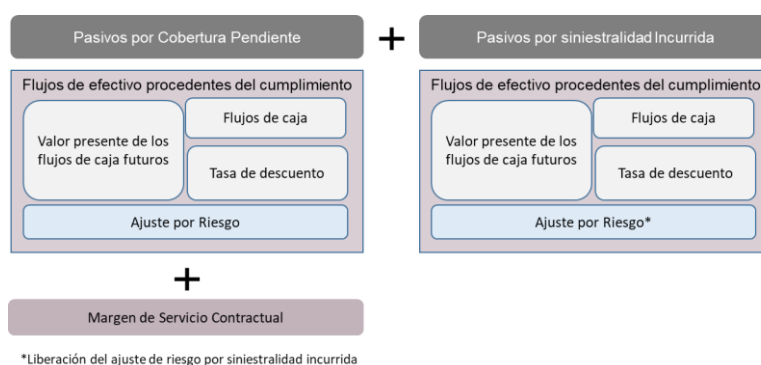 Pasivos por Cobertura Pendiente
+
Pasivos por siniestralidad Incurrida
Flujos de efectivo procedentes del cumplimiento
Valor presente de los
flujos de caja futuros
Flujos de caja
Tasa de descuento
Ajuste por Riesgo
Flujos de efectivo procedentes del cumplimiento
Valor presente de los
flujos de caja futuros
Flujos de caja
Tasa de descuento
Ajuste por Riesgo*
+
Margen de Servicio Contractual
*Liberación del ajuste de riesgo por siniestralidad incurrida